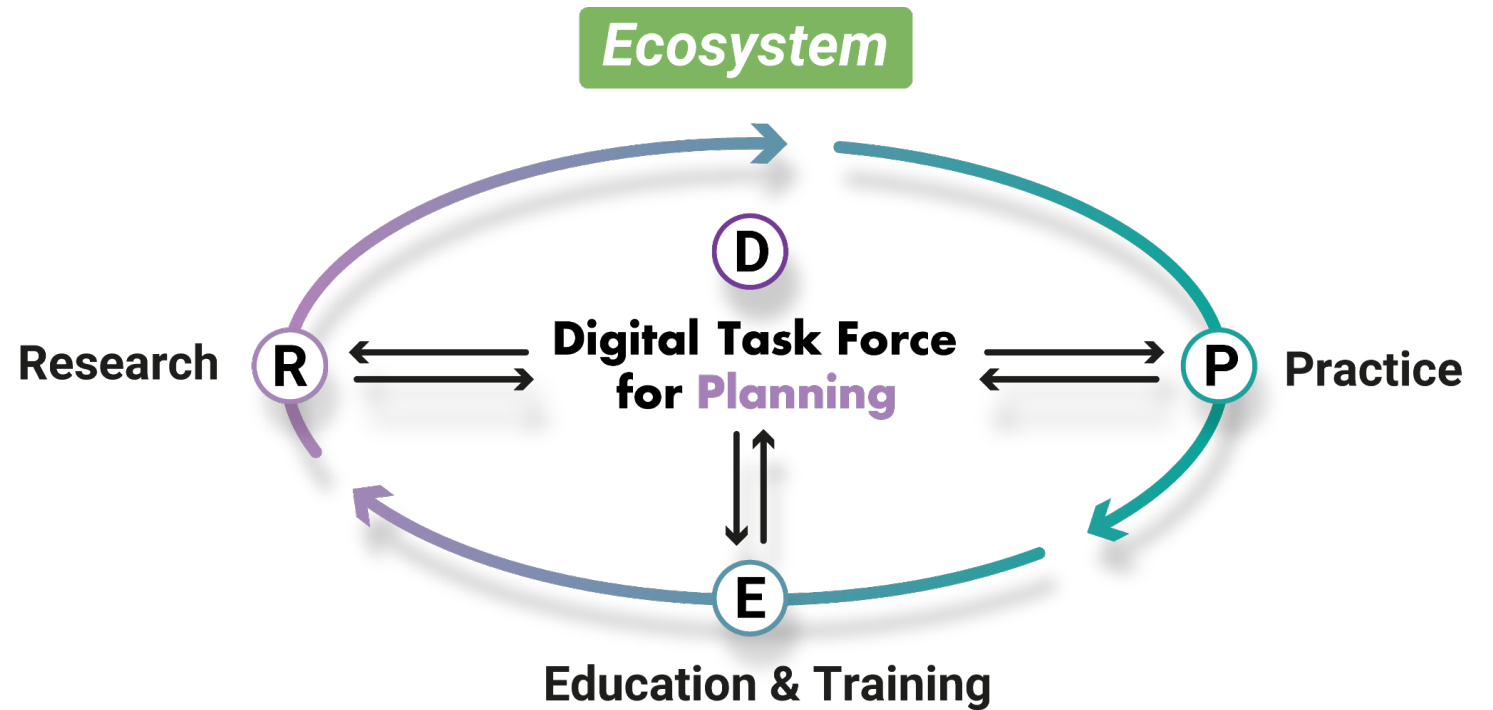 Ecosystem
D
Digital Task Force
for Planning
Research
R
P
Practice
E
Education & Training